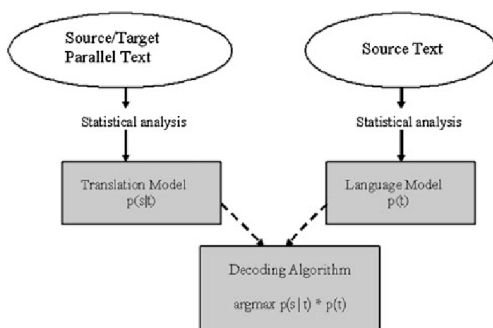 Source/Target
Parallel Text
Source Text
Statistical analysis
Statistical analysis
Translation Model
p(s|t)
Language Model
p(t)
Decoding Algorithm
argmax p(s | t) * p(t)